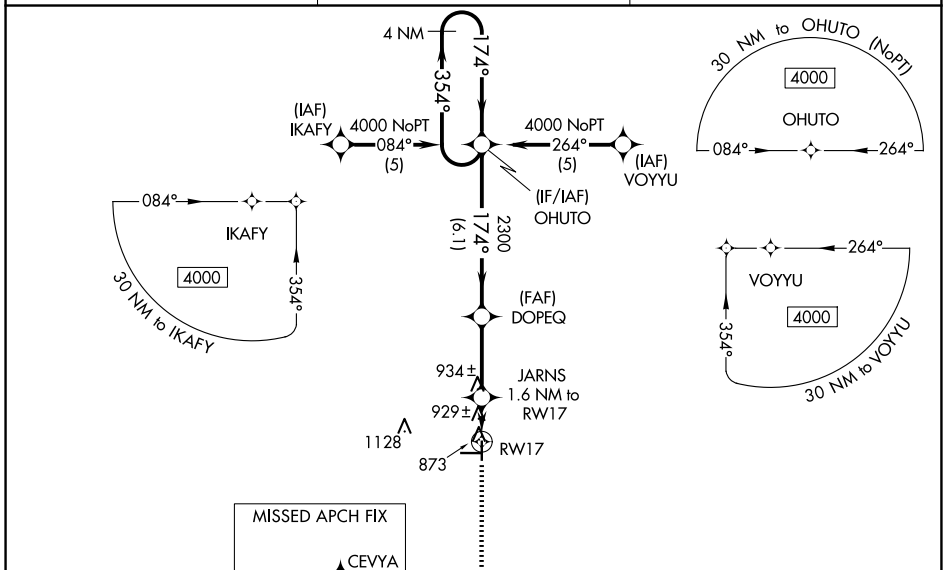 4 NM
174°
354°
(IAF)
IKAFY
4000 NoPT
084°
(5)
4000 NoPT
264°
(5)
(IAF)
VOYYU
(IF/IAF)
OHUTO
30 NM to OHUTO (NoPT)
4000
OHUTO
084°
264°
084°
IKAFY
4000
354°
30 NM to IKAFY
2300
174°
(6.1)
264°
VOYYU
4000
354°
30 NM to VOYYU
(FAF)
DOPEQ
934±
JARNS
1.6 NM to
RW17
929±
1128
873
RW17
MISSED APCH FIX
CEVYA